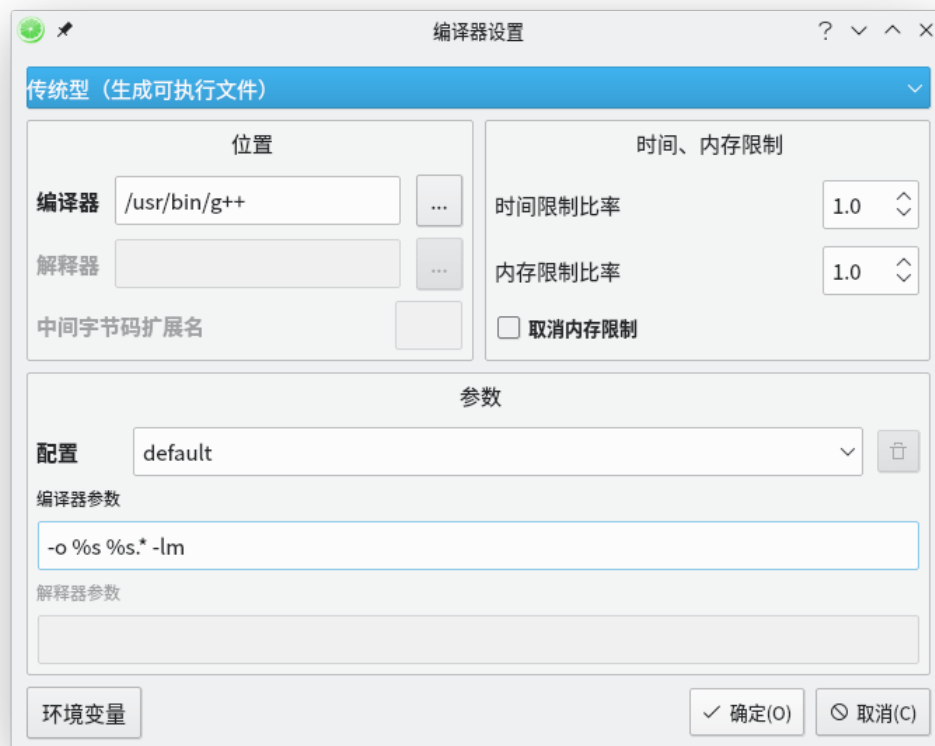 编译器设置
传统型（生成可执行文件）
位置
编译器 /usr/bin/g++ ...
解释器 ...
中间字节码扩展名
时间、内存限制
时间限制比率 1.0
内存限制比率 1.0
取消内存限制
参数
配置 default
编译器参数
-o %s %s.* -lm
解释器参数
环境变量 确定(O) 取消(C)